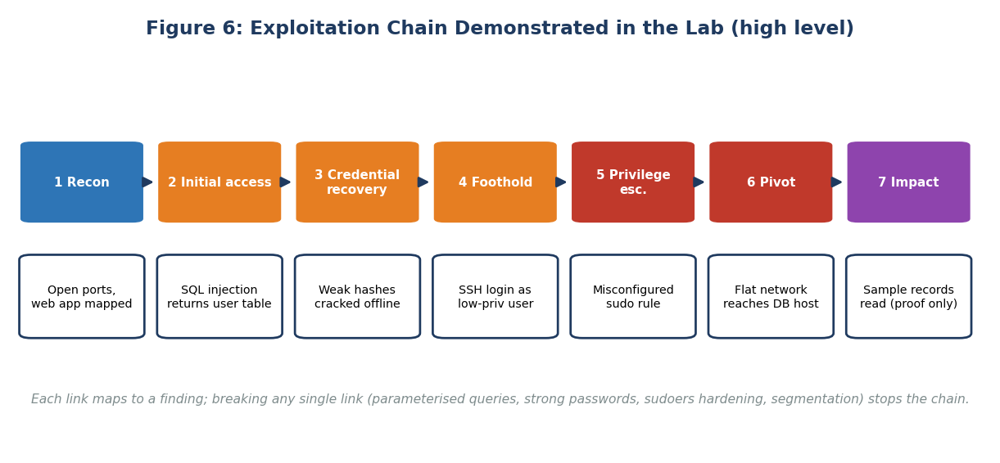 Figure 6: Exploitation Chain Demonstrated in the Lab (high level)
1 Recon
2 Initial access
3 Credential
recovery
4 Foothold
5 Privilege
esc.
6 Pivot
7 Impact
Open ports,
web app mapped
SQL injection
returns user table
Weak hashes
cracked offline
SSH login as
low-priv user
Misconfigured
sudo rule
Flat network
reaches DB host
Sample records
read (proof only)
Each link maps to a finding; breaking any single link (parameterised queries, strong passwords, sudoers hardening, segmentation) stops the chain.